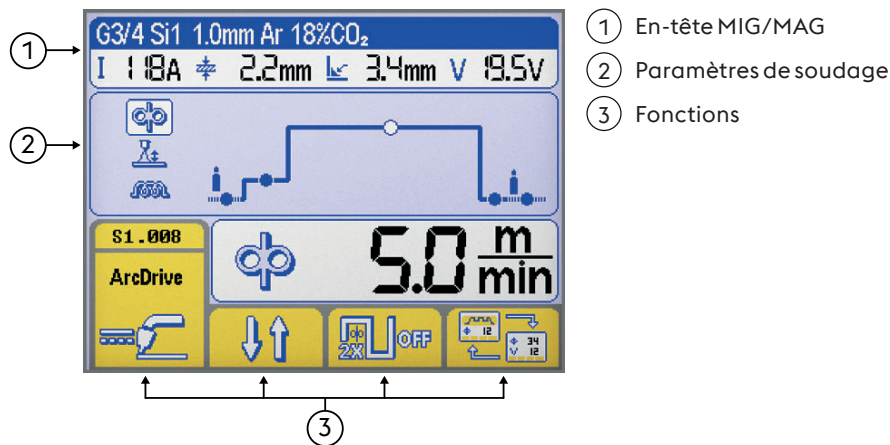 G3/4 Si1 1.0mm Ar 18%CO₂
I 118A 2.2mm 3.4mm V 19.5V
S1.008
ArcDrive
5.0 m/min
2X OFF
12
34
V 12
1
2
3
1 En-tête MIG/MAG
2 Paramètres de soudage
3 Fonctions